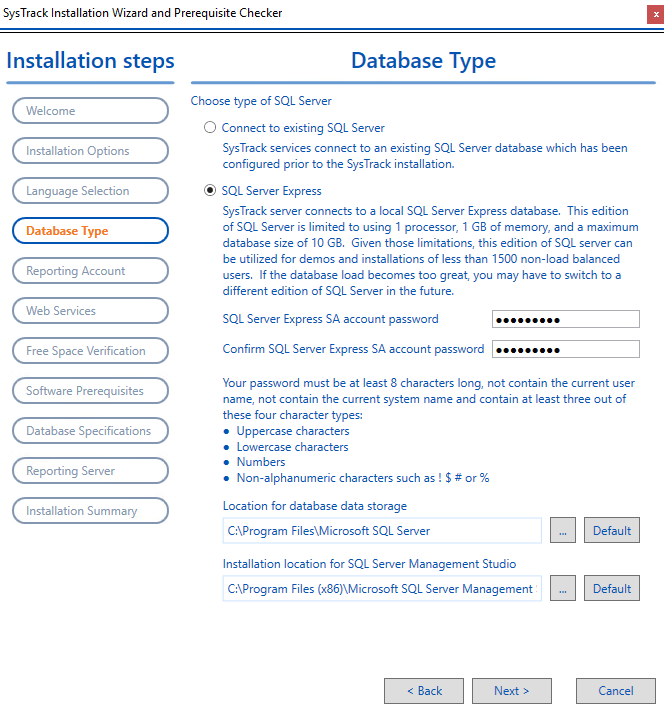 SysTrack Installation Wizard and Prerequisite Checker
x
Installation steps
Welcome
Installation Options
Language Selection
Database Type
Reporting Account
Web Services
Free Space Verification
Software Prerequisites
Database Specifications
Reporting Server
Installation Summary
Database Type
Choose type of SQL Server
Connect to existing SQL Server
SysTrack services connect to an existing SQL Server database which has been
configured prior to the SysTrack installation.
SQL Server Express
SysTrack server connects to a local SQL Server Express database. This edition
of SQL Server is limited to using 1 processor, 1 GB of memory, and a maximum
database size of 10 GB. Given those limitations, this edition of SQL server can
be utilized for demos and installations of less than 1500 non-load balanced
users. If the database load becomes too great, you may have to switch to a
different edition of SQL Server in the future.
SQL Server Express SA account password ●●●●●●●●●
Confirm SQL Server Express SA account password ●●●●●●●●●
Your password must be at least 8 characters long, not contain the current user
name, not contain the current system name and contain at least three out of
these four character types:
● Uppercase characters
● Lowercase characters
● Numbers
● Non-alphanumeric characters such as ! $ # or %
Location for database data storage
C:\Program Files\Microsoft SQL Server ... Default
Installation location for SQL Server Management Studio
C:\Program Files (x86)\Microsoft SQL Server Management ... Default
< Back Next > Cancel